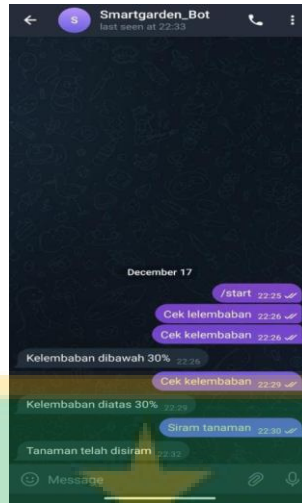 S
Smartgarden_Bot
last seen at 22:33
December 17
/start 22:25
Cek lelembaban 22:26
Cek kelembaban 22:26
Kelembaban dibawah 30% 22:26
Cek kelembaban 22:29
Kelembaban diatas 30% 22:29
Siram tanaman 22:30
Tanaman telah disiram 22:32
Message